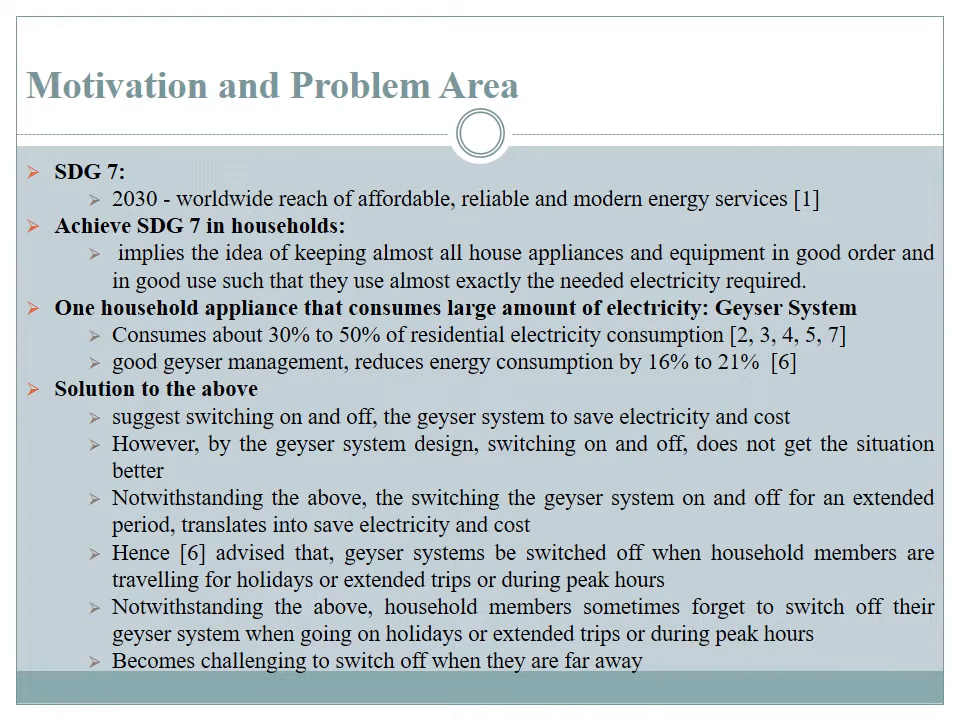 Motivation and Problem Area
SDG 7:
2030 - worldwide reach of affordable, reliable and modern energy services [1]
Achieve SDG 7 in households:
implies the idea of keeping almost all house appliances and equipment in good order and
in good use such that they use almost exactly the needed electricity required.
One household appliance that consumes large amount of electricity: Geyser System
Consumes about 30% to 50% of residential electricity consumption [2, 3, 4, 5, 7]
good geyser management, reduces energy consumption by 16% to 21% [6]
Solution to the above
suggest switching on and off, the geyser system to save electricity and cost
However, by the geyser system design, switching on and off, does not get the situation
better
Notwithstanding the above, the switching the geyser system on and off for an extended
period, translates into save electricity and cost
Hence [6] advised that, geyser systems be switched off when household members are
travelling for holidays or extended trips or during peak hours
Notwithstanding the above, household members sometimes forget to switch off their
geyser system when going on holidays or extended trips or during peak hours
Becomes challenging to switch off when they are far away